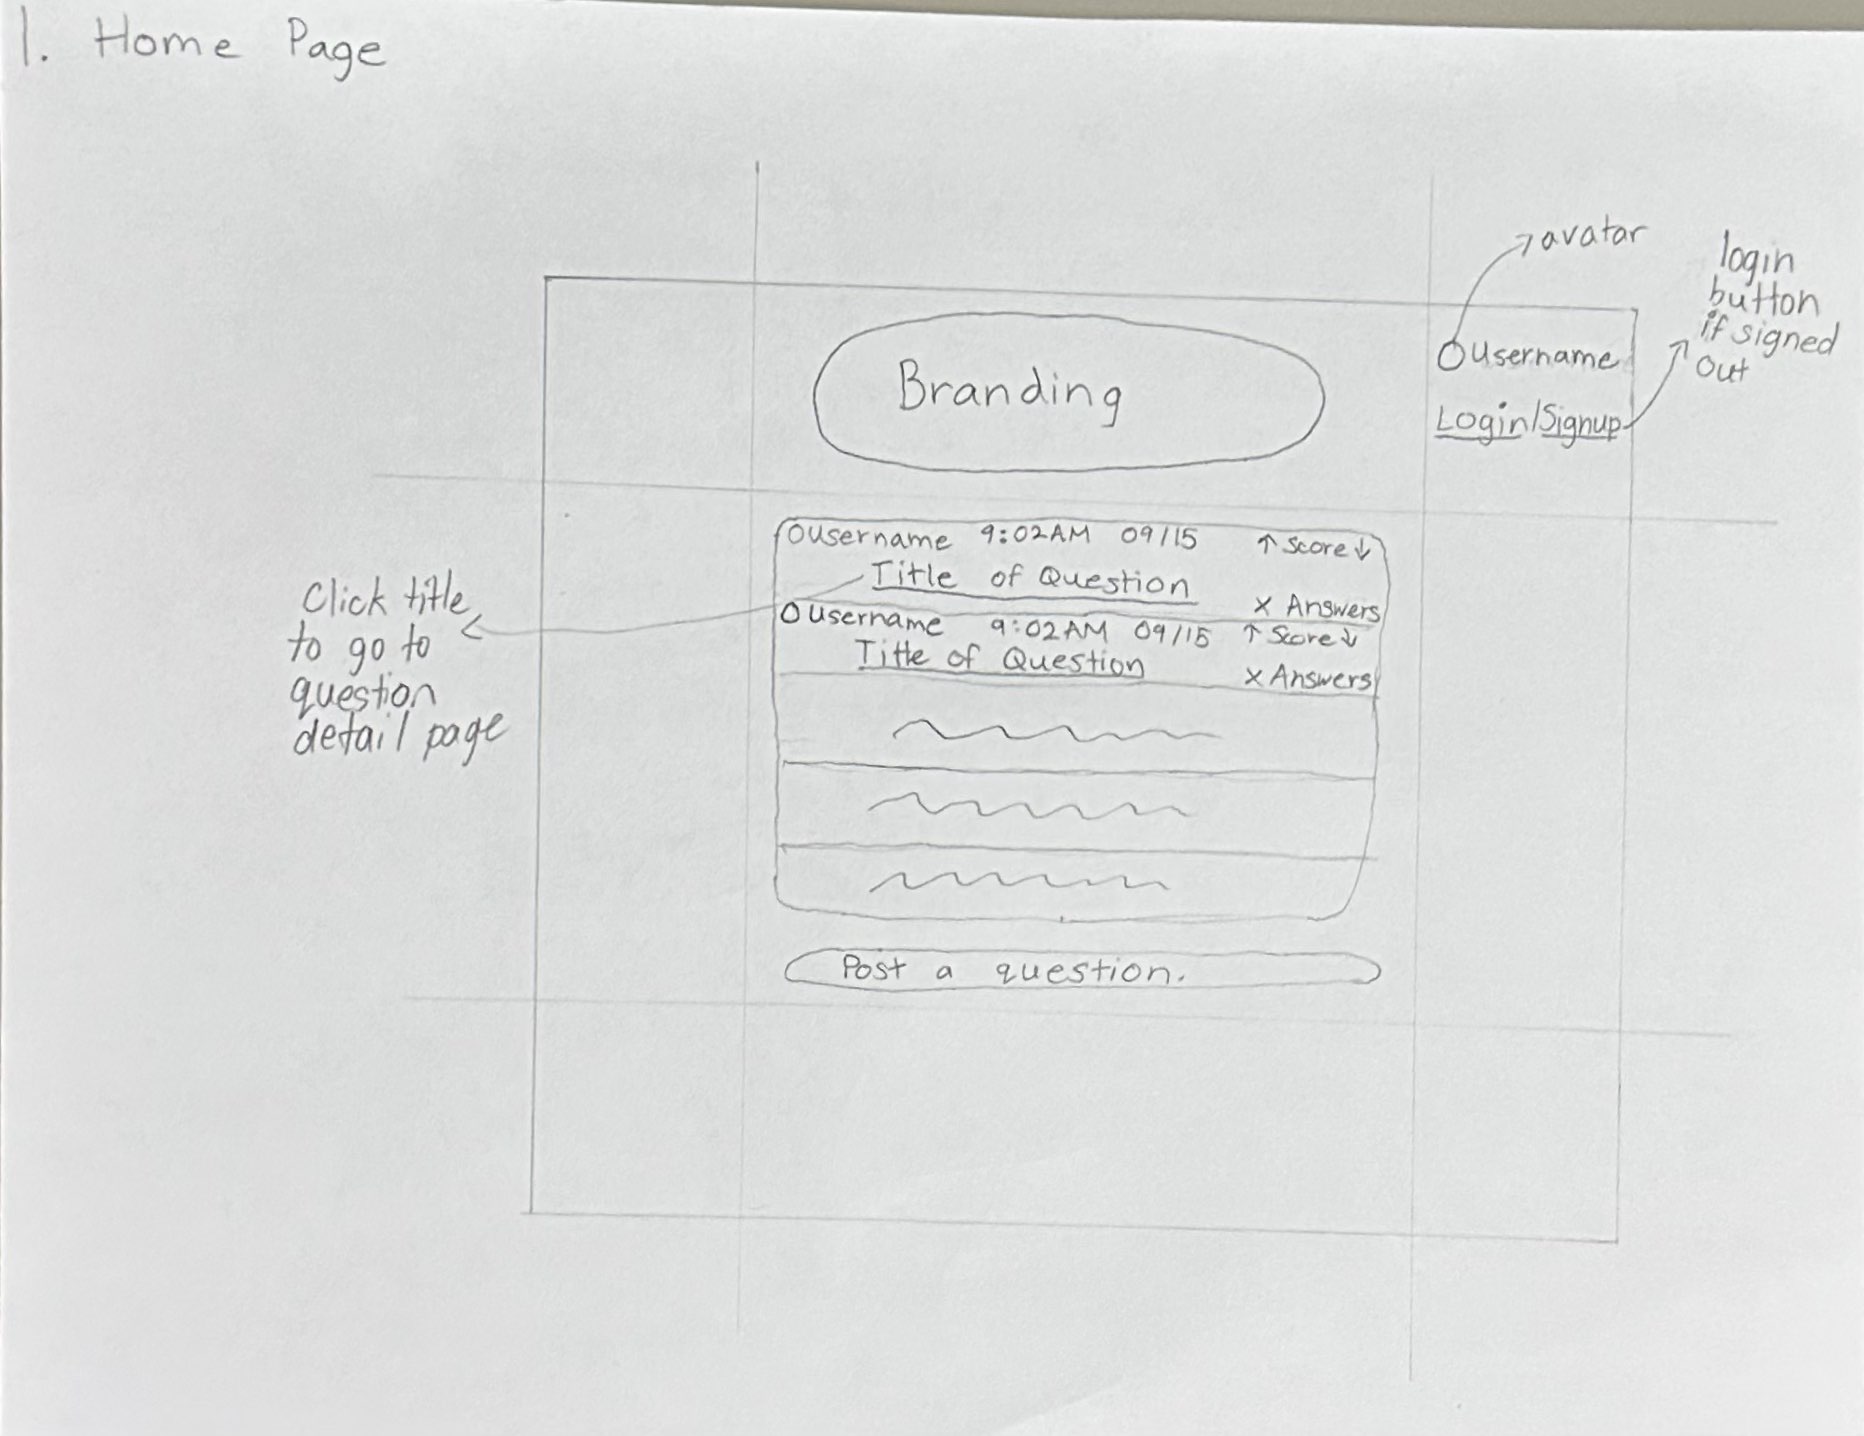 1. Home Page
avatar
login
button
if signed
out
Username
Login/Signup
Branding
username 9:02AM 09/15 ↑ Score ↓
Title of Question
x Answers
username 9:02AM 09/15 ↑ Score ↓
Title of Question
x Answers
Click title
to go to
question
detail page
Post a question.